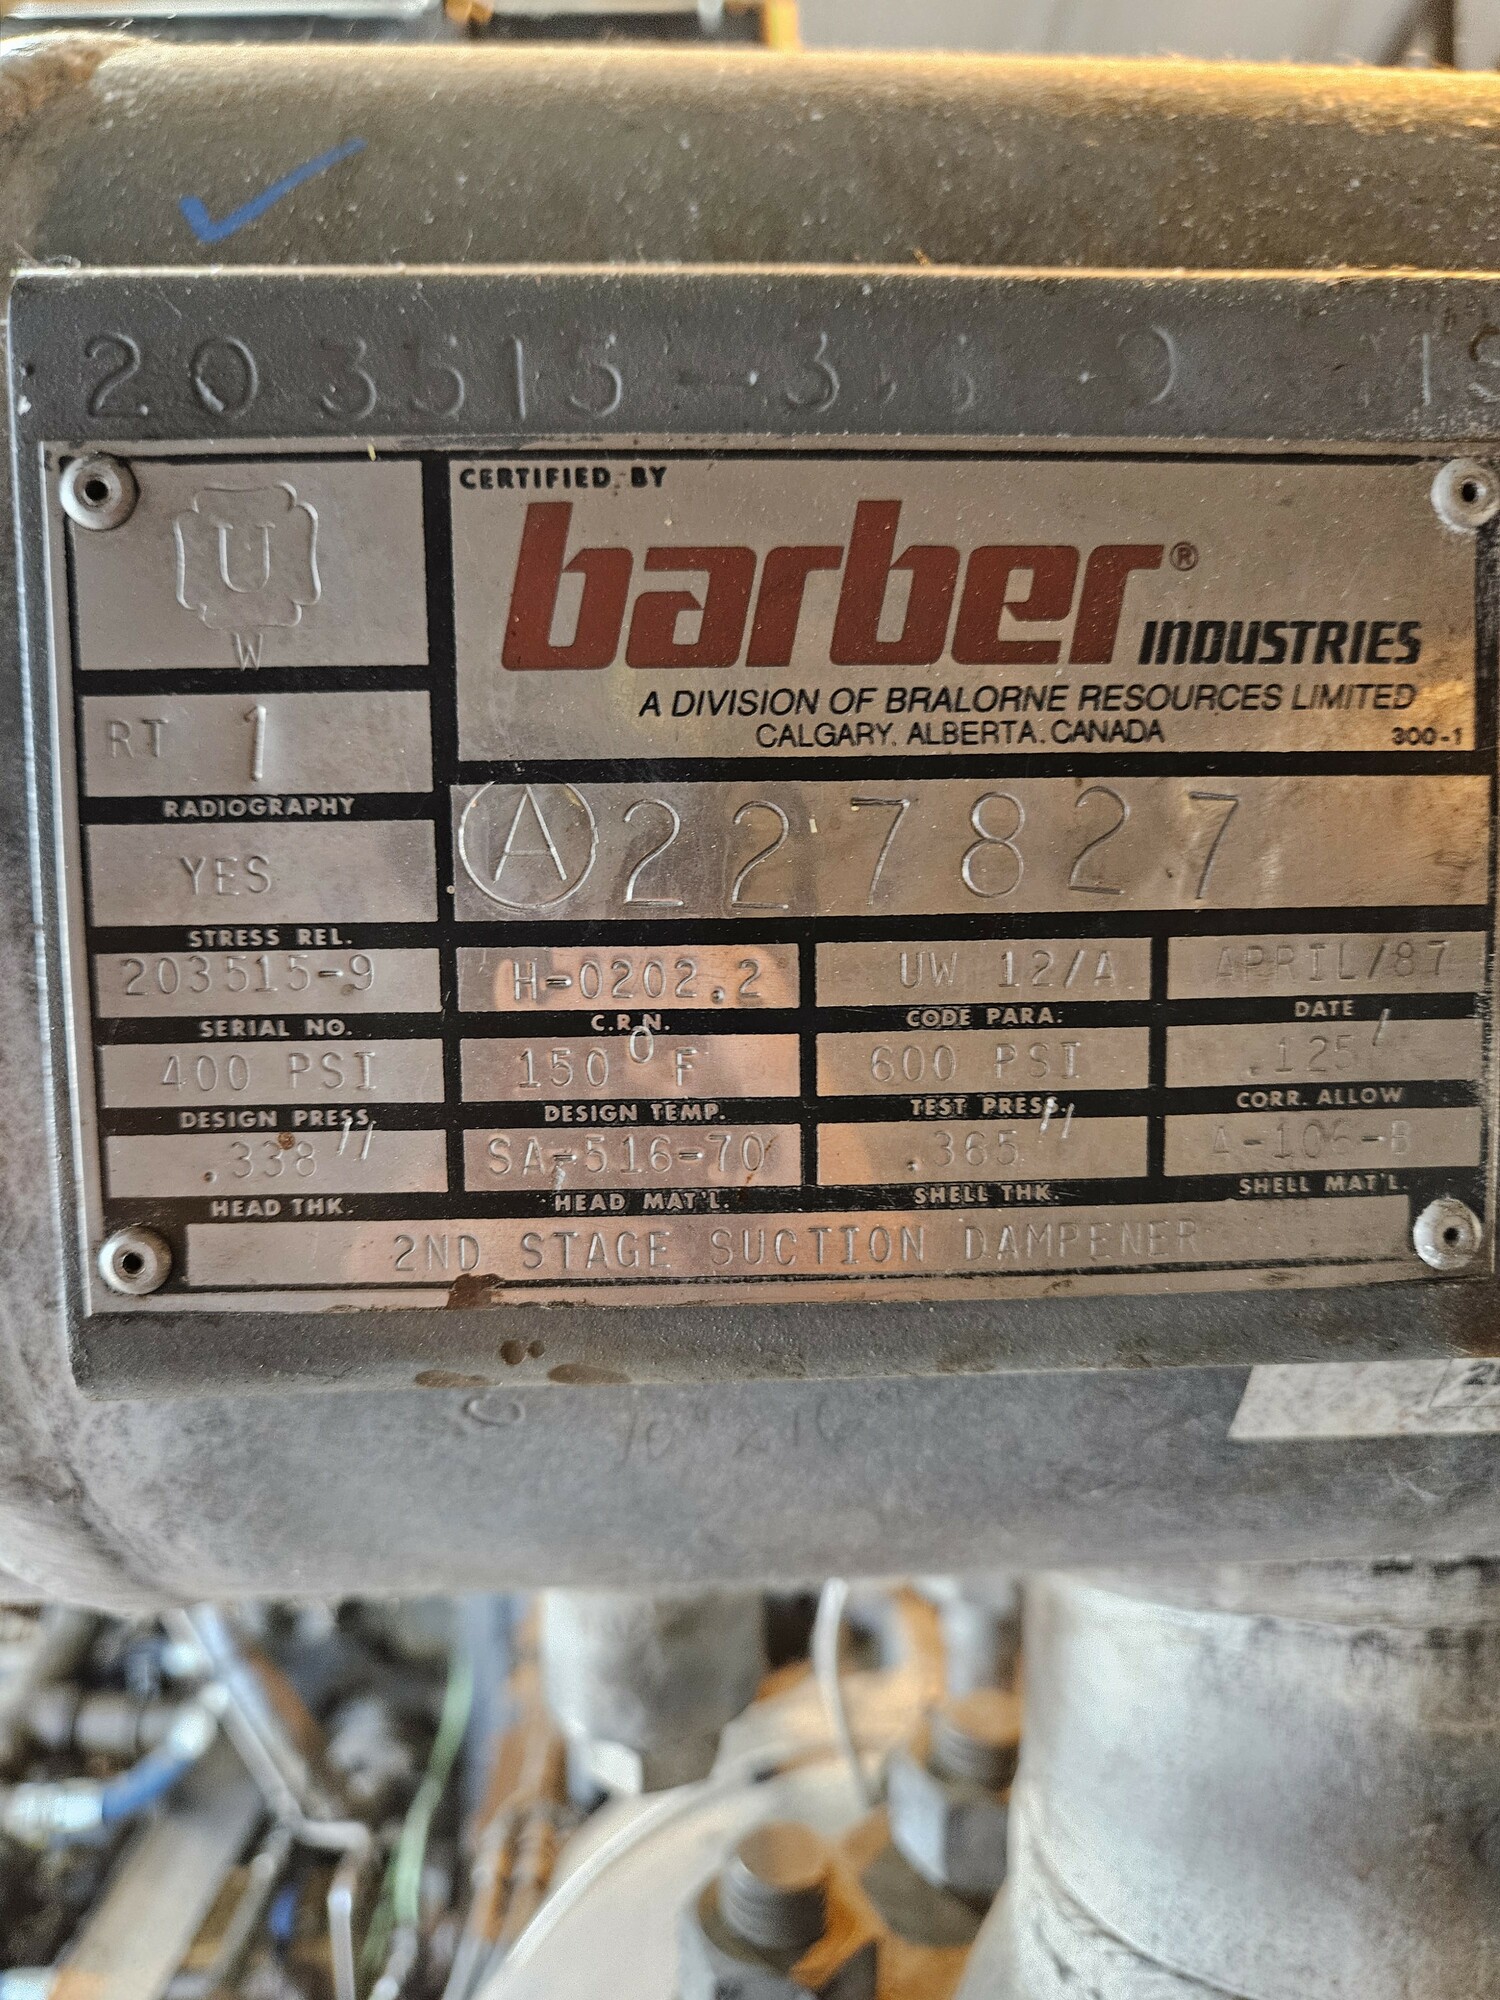 203515-3
U
W
CERTIFIED BY
barber®
INDUSTRIES
A DIVISION OF BRALORNE RESOURCES LIMITED
CALGARY, ALBERTA, CANADA
300-1
RT 1
RADIOGRAPHY
A 227827
YES
STRESS REL.
203515-9 H-0202.2 UW 12/A APRIL/87
SERIAL NO. C.R.N. CODE PARA. DATE
400 PSI 150°F 600 PSI .125"
DESIGN PRESS. DESIGN TEMP. TEST PRESS. CORR. ALLOW
.338" SA-516-70 .365" A-106-B
HEAD THK. HEAD MAT'L. SHELL THK. SHELL MAT'L.
2ND STAGE SUCTION DAMPENER